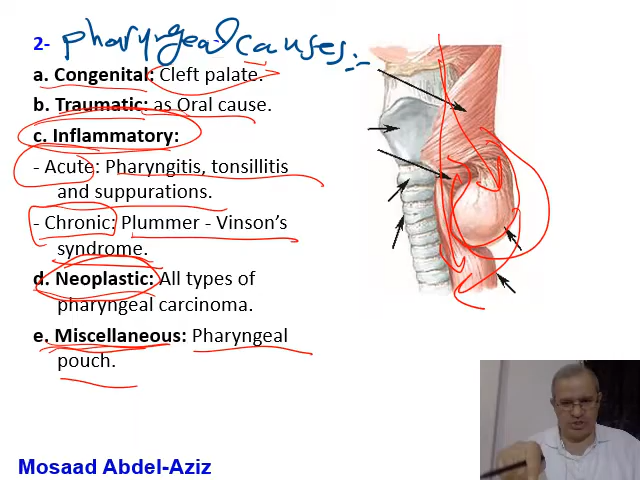 2- pharyngeal causes:-
a. Congenital: Cleft palate.
b. Traumatic: as Oral cause.
c. Inflammatory:
- Acute: Pharyngitis, tonsillitis
and suppurations.
- Chronic: Plummer - Vinson's
syndrome.
d. Neoplastic: All types of
pharyngeal carcinoma.
e. Miscellaneous: Pharyngeal
pouch.
Mosaad Abdel-Aziz